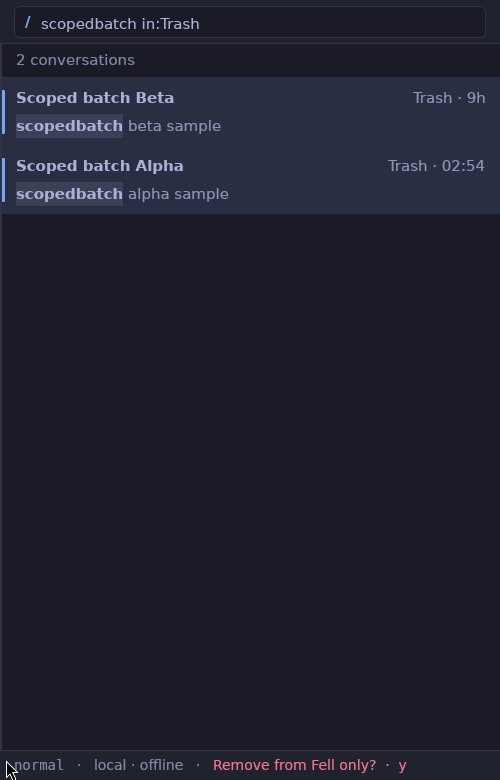 / scopedbatch in:Trash
2 conversations
Scoped batch Beta Trash · 9h
scopedbatch beta sample
Scoped batch Alpha Trash · 02:54
scopedbatch alpha sample
normal · local · offline · Remove from Fell only? · y